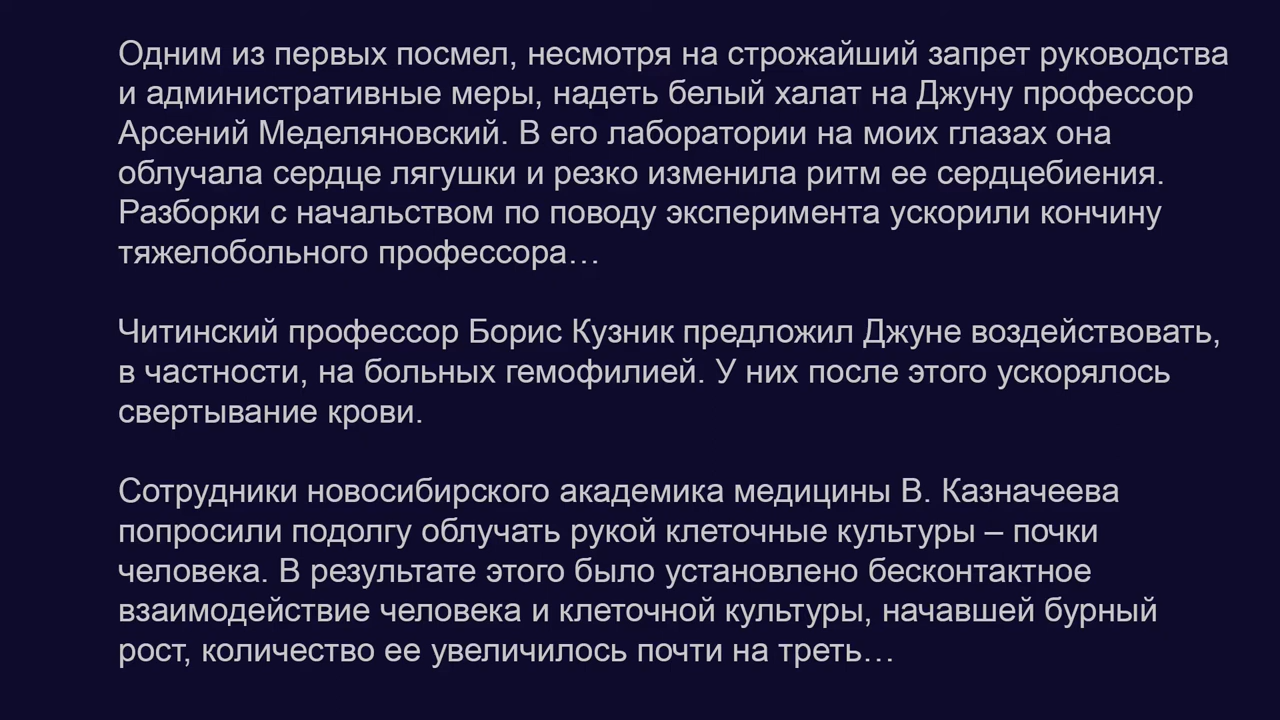 Одним из первых посмел, несмотря на строжайший запрет руководства
и административные меры, надеть белый халат на Джуну профессор
Арсений Меделяновский. В его лаборатории на моих глазах она
облучала сердце лягушки и резко изменила ритм ее сердцебиения.
Разборки с начальством по поводу эксперимента ускорили кончину
тяжелобольного профессора…
Читинский профессор Борис Кузник предложил Джуне воздействовать,
в частности, на больных гемофилией. У них после этого ускорялось
свертывание крови.
Сотрудники новосибирского академика медицины В. Казначеева
попросили подолгу облучать рукой клеточные культуры – почки
человека. В результате этого было установлено бесконтактное
взаимодействие человека и клеточной культуры, начавшей бурный
рост, количество ее увеличилось почти на треть…